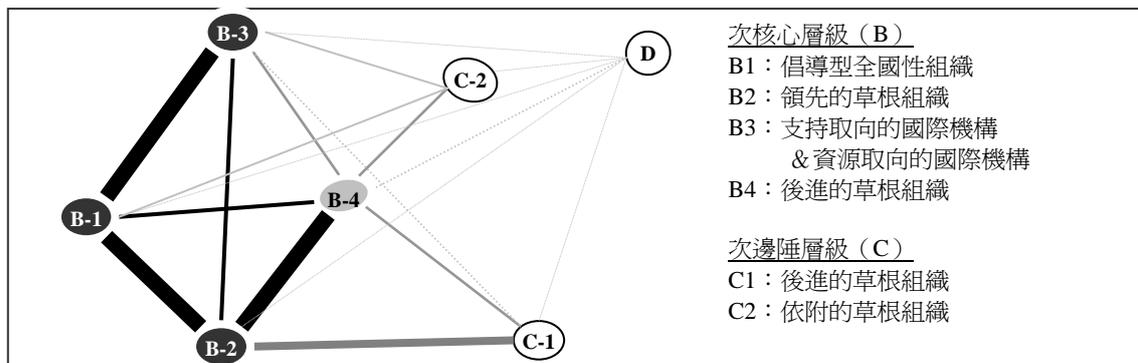 B-3
D
C-2
B-4
B-1
B-2
C-1
次核心層級（B）
B1：倡導型全國性組織
B2：領先的草根組織
B3：支持取向的國際機構
＆資源取向的國際機構
B4：後進的草根組織
次邊陲層級（C）
C1：後進的草根組織
C2：依附的草根組織